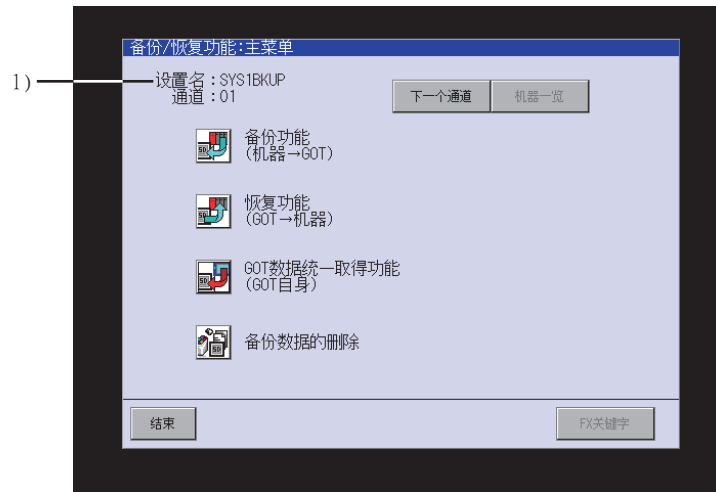 备份/恢复功能:主菜单
1)
设置名:SYS1BKUP
通道:01
下一个通道
机器一览
备份功能
(机器→GOT)
恢复功能
(GOT→机器)
GOT数据统一取得功能
(GOT自身)
备份数据的删除
结束
FX关键字